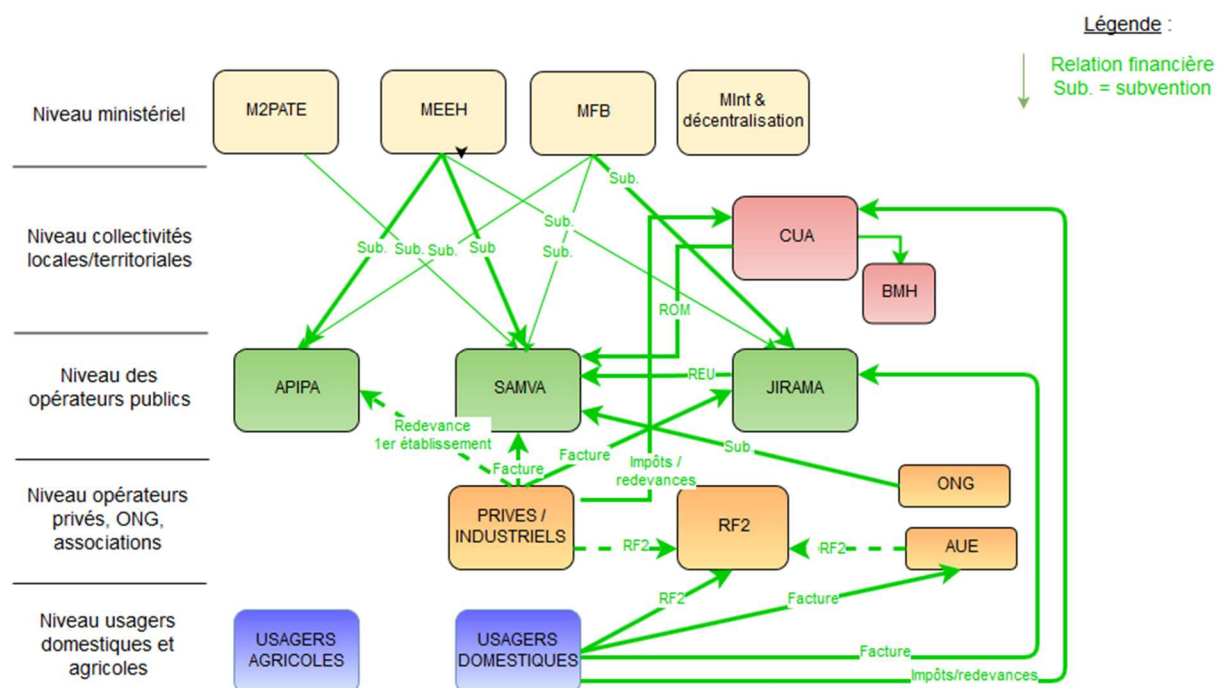 Légende :
Relation financière
Sub. = subvention
Niveau ministériel
M2PATE
MEEH
MFB
MInt &
décentralisation
Sub.
Niveau collectivités
locales/territoriales
CUA
BMH
Sub.
Sub.
Sub.
Sub.
Sub
Sub.
ROM
Niveau des
opérateurs publics
APIPA
SAMVA
REU
JIRAMA
Redevance
1er établissement
Facture
Facture
Impôts /
redevances
Sub.
Niveau opérateurs
privés, ONG,
associations
PRIVES /
INDUSTRIELS
RF2
ONG
AUE
RF2
RF2
RF2
Facture
Niveau usagers
domestiques et
agricoles
USAGERS
AGRICOLES
USAGERS
DOMESTIQUES
Facture
Impôts/redevances